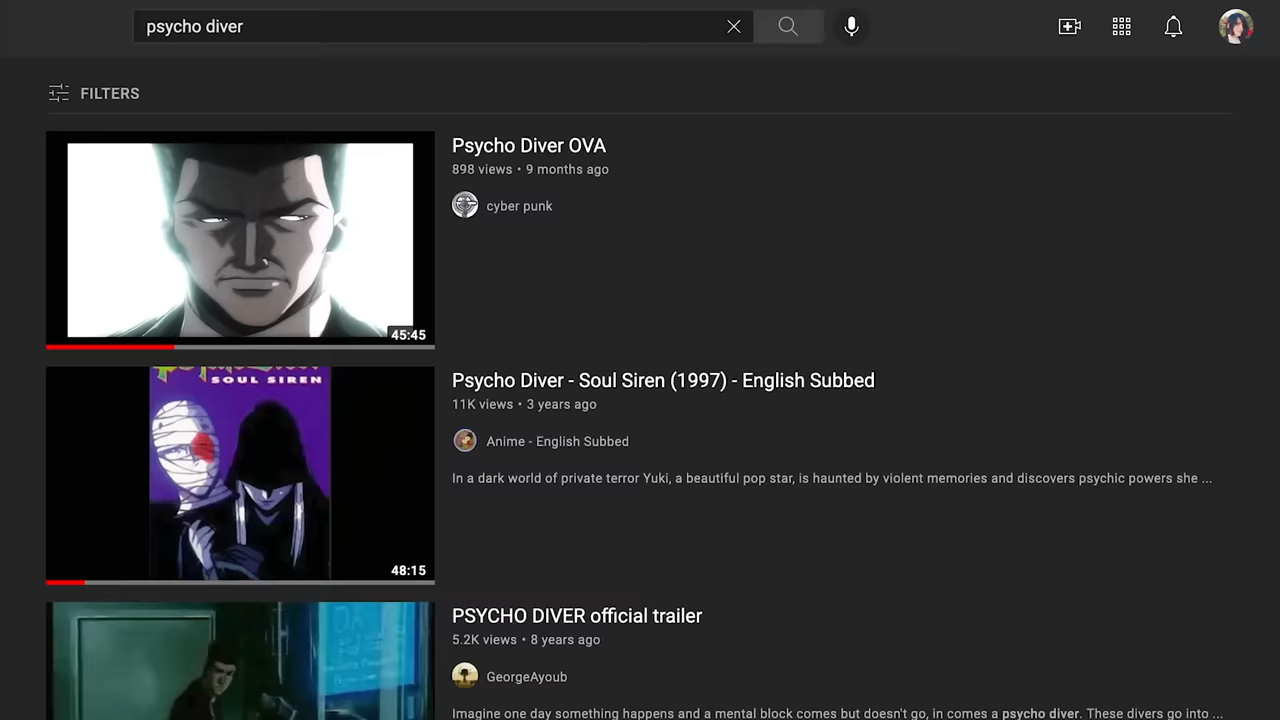 psycho diver
FILTERS
45:45
Psycho Diver OVA
898 views • 9 months ago
cyber punk
SOUL SIREN
48:15
Psycho Diver - Soul Siren (1997) - English Subbed
11K views • 3 years ago
Anime - English Subbed
In a dark world of private terror Yuki, a beautiful pop star, is haunted by violent memories and discovers psychic powers she ...
PSYCHO DIVER official trailer
5.2K views • 8 years ago
GeorgeAyoub
Imagine one day something happens and a mental block comes but doesn't go, in comes a psycho diver. These divers go into ...